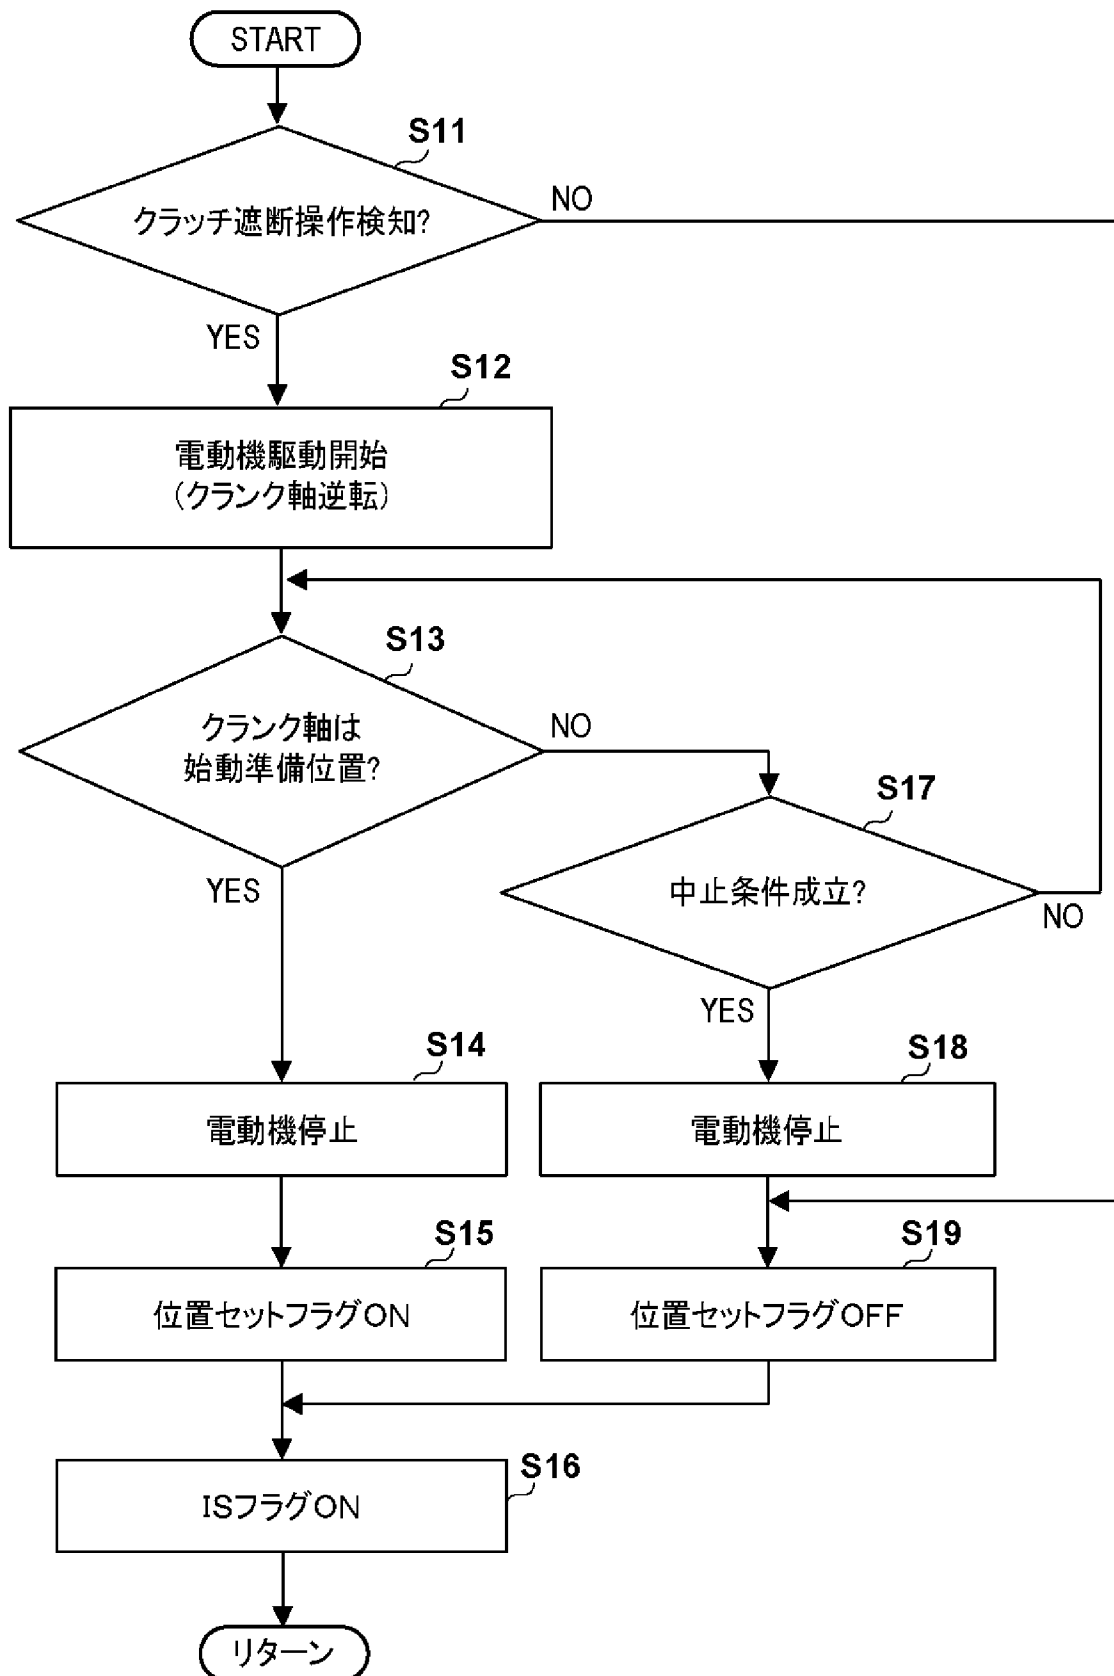 START
S11
クラッチ遮断操作検知?
NO
YES
S12
電動機駆動開始
(クランク軸逆転)
S13
クランク軸は
始動準備位置?
NO
YES
S17
中止条件成立?
NO
YES
S14
電動機停止
S18
電動機停止
S15
位置セットフラグON
S19
位置セットフラグOFF
S16
ISフラグON
リターン